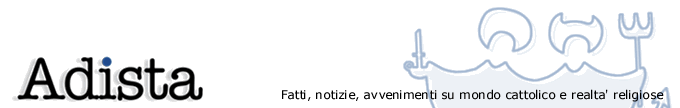 Adista
Fatti, notizie, avvenimenti su mondo cattolico e realta' religiose